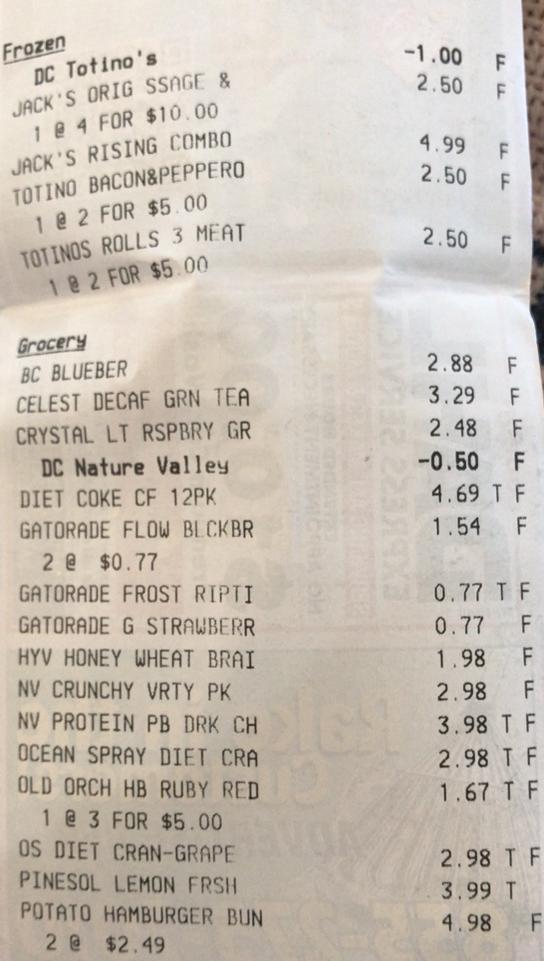 Frozen
DC Totino's -1.00 F
JACK'S ORIG SSAGE & 2.50 F
1 @ 4 FOR $10.00
JACK'S RISING COMBO 4.99 F
TOTINO BACON&PEPPERO 2.50 F
1 @ 2 FOR $5.00
TOTINOS ROLLS 3 MEAT 2.50 F
1 @ 2 FOR $5.00
Grocery
BC BLUEBER 2.88 F
CELEST DECAF GRN TEA 3.29 F
CRYSTAL LT RSPBRY GR 2.48 F
DC Nature Valley -0.50 F
DIET COKE CF 12PK 4.69 T F
GATORADE FLOW BLCKBR 1.54 F
2 @ $0.77
GATORADE FROST RIPTI 0.77 T F
GATORADE G STRAWBERR 0.77 F
HYV HONEY WHEAT BRAI 1.98 F
NV CRUNCHY VRTY PK 2.98 F
NV PROTEIN PB DRK CH 3.98 T F
OCEAN SPRAY DIET CRA 2.98 T F
OLD ORCH HB RUBY RED 1.67 T F
1 @ 3 FOR $5.00
OS DIET CRAN-GRAPE 2.98 T F
PINESOL LEMON FRSH 3.99 T
POTATO HAMBURGER BUN 4.98 F
2 @ $2.49